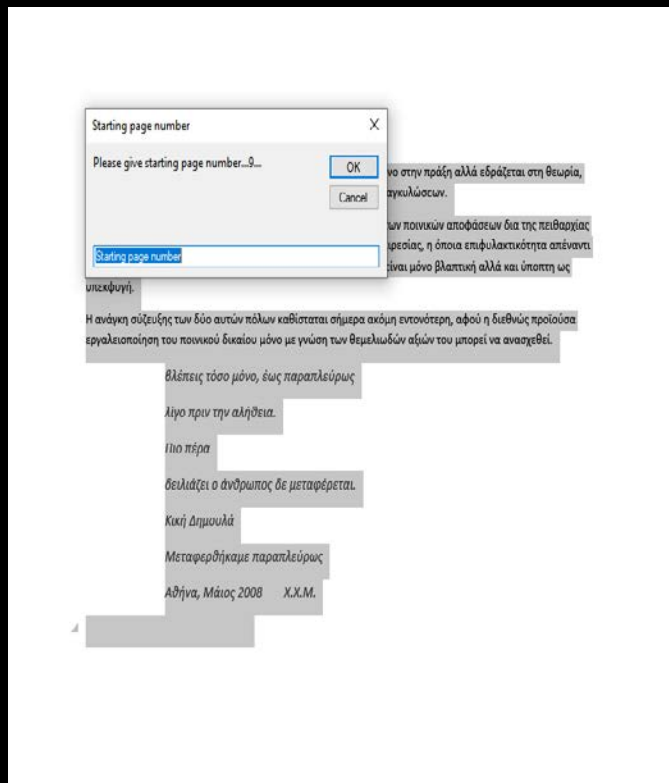 Starting page number
Please give starting page number...9...
OK
Cancel
Starting page number
νο στην πράξη αλλά εδράζεται στη θεωρία,
αγκυλώσεων.
ων ποινικών αποφάσεων δια της πειθαρχίας
ρεσίας, η όποια επιφυλακτικότητα απέναντι
είναι μόνο βλαπτική αλλά και ύποπτη ως
υπεκφυγή.
Η ανάγκη σύζευξης των δύο αυτών πόλων καθίσταται σήμερα ακόμη εντονότερη, αφού η διεθνώς προϊούσα
εργαλειοποίηση του ποινικού δικαίου μόνο με γνώση των θεμελιωδών αξιών του μπορεί να ανασχεθεί.
βλέπεις τόσο μόνο, έως παραπλεύρως
λίγο πριν την αλήθεια.
Πιο πέρα
δειλιάζει ο άνθρωπος δε μεταφέρεται.
Κική Δημουλά
Μεταφερθήκαμε παραπλεύρως
Αθήνα, Μάιος 2008 Χ.Χ.Μ.